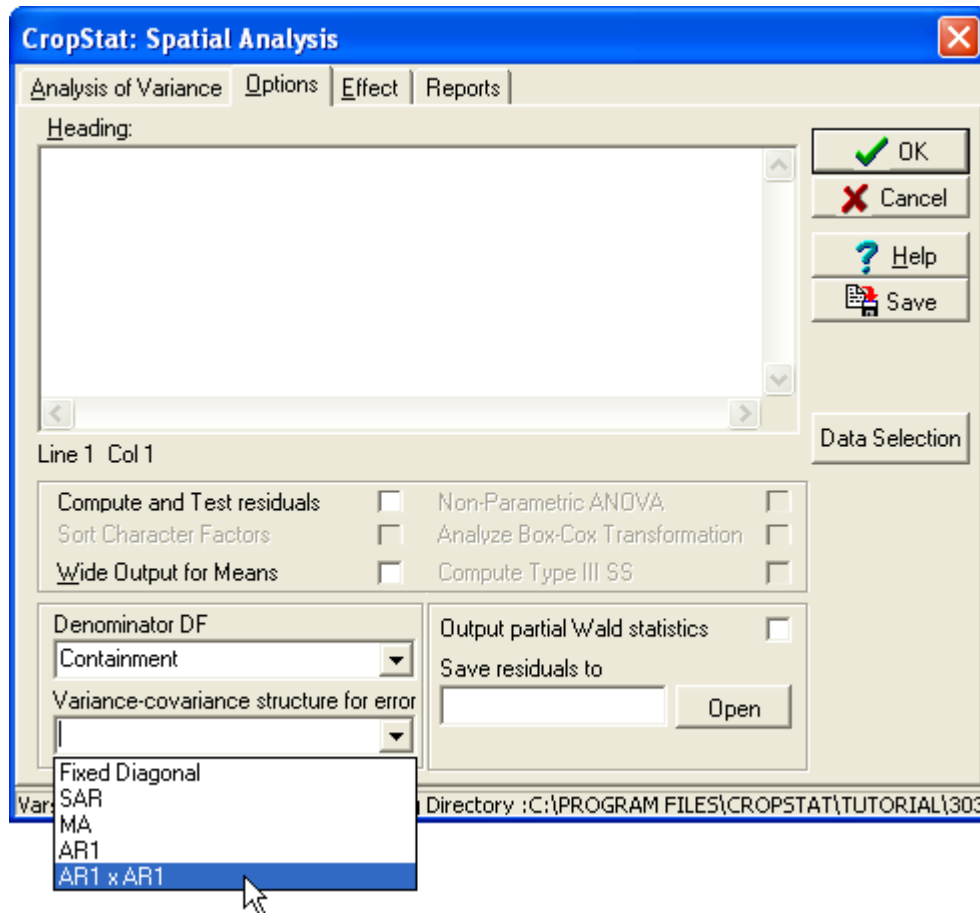 CropStat: Spatial Analysis
Analysis of Variance Options Effect Reports
Heading:
OK
Cancel
Help
Save
Line 1 Col 1
Data Selection
Compute and Test residuals Non-Parametric ANOVA
Sort Character Factors Analyze Box-Cox Transformation
Wide Output for Means Compute Type III SS
Denominator DF
Containment
Variance-covariance structure for error
Output partial Wald statistics
Save residuals to
Open
Fixed Diagonal
SAR
MA
AR1
AR1 x AR1
Directory :C:\PROGRAM FILES\CROPSTAT\TUTORIAL\303